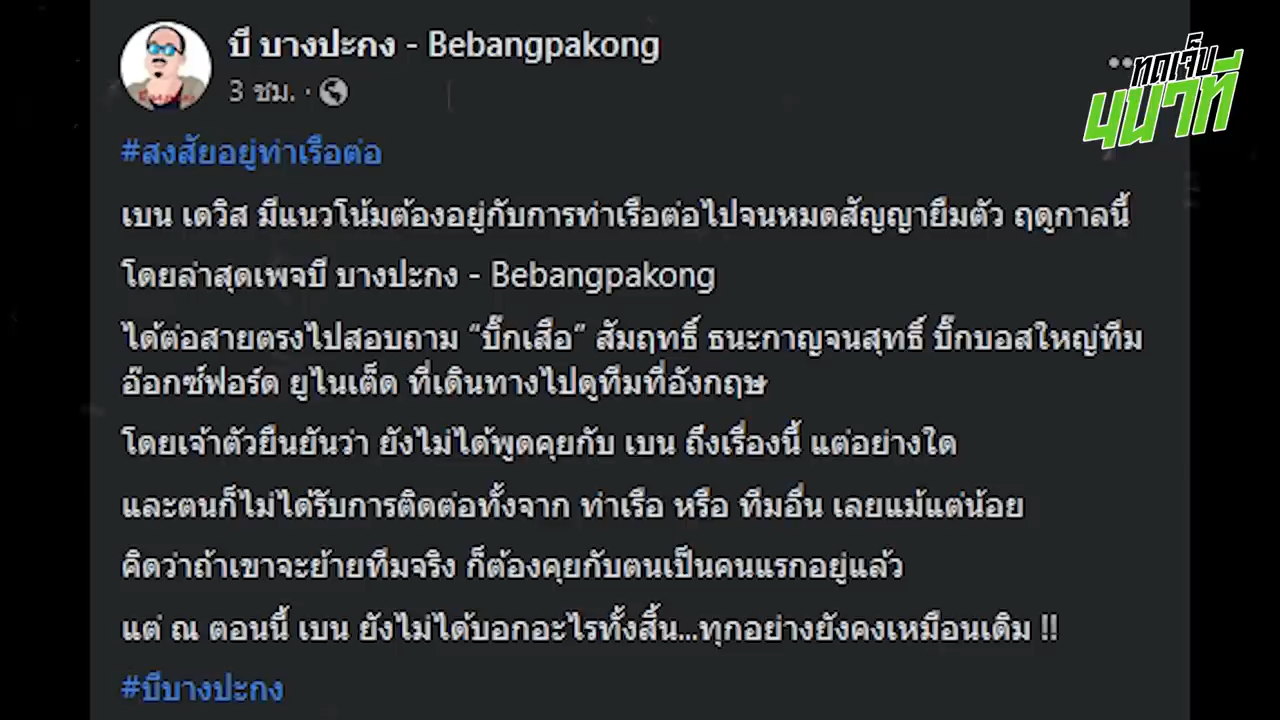 บี บางปะกง - Bebangpakong
3 ชม. ·
ทดเจ็บ
4นาที
#สงสัยอยู่ท่าเรือต่อ
เบน เดวิส มีแนวโน้มต้องอยู่กับการท่าเรือต่อไปจนหมดสัญญายืมตัว ฤดูกาลนี้
โดยล่าสุดเพจบี บางปะกง - Bebangpakong
ได้ต่อสายตรงไปสอบถาม “บิ๊กเสือ” สัมฤทธิ์ ธนะกาญจนสุทธิ์ บิ๊กบอสใหญ่ทีม
อ๊อกซ์ฟอร์ด ยูไนเต็ด ที่เดินทางไปดูทีมที่อังกฤษ
โดยเจ้าตัวยืนยันว่า ยังไม่ได้พูดคุยกับ เบน ถึงเรื่องนี้ แต่อย่างใด
และตนก็ไม่ได้รับการติดต่อทั้งจาก ท่าเรือ หรือ ทีมอื่น เลยแม้แต่น้อย
คิดว่าถ้าเขาจะย้ายทีมจริง ก็ต้องคุยกับตนเป็นคนแรกอยู่แล้ว
แต่ ณ ตอนนี้ เบน ยังไม่ได้บอกอะไรทั้งสิ้น...ทุกอย่างยังคงเหมือนเดิม !!
#บีบางปะกง